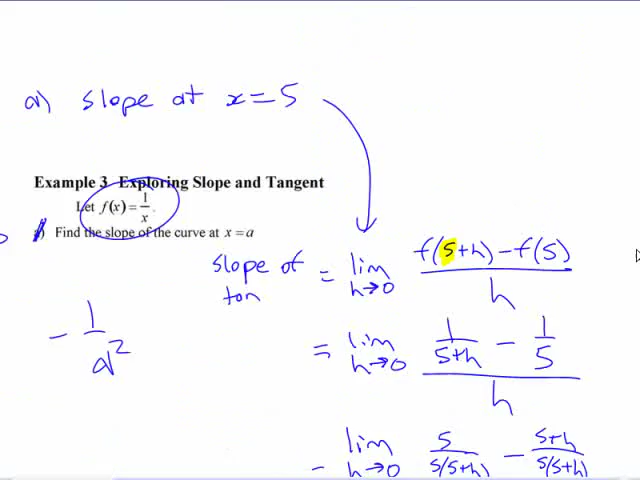 a) slope at x = 5
Example 3 Exploring Slope and Tangent
Let f(x) = 1/x.
) Find the slope of the curve at x = a
slope of tan = lim h→0 (f(5+h) - f(5))/h
= lim h→0 (1/(5+h) - 1/5)/h
- 1/a²
= lim h→0 5/(5(5+h)) - (5+h)/(5(5+h))